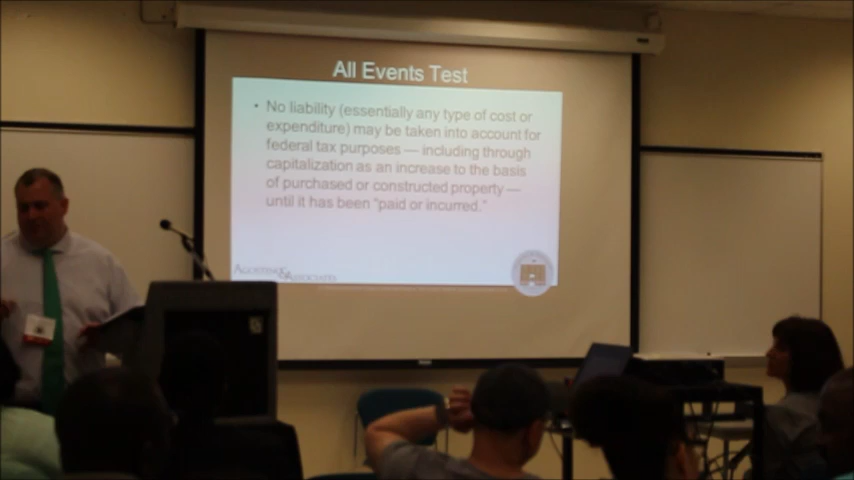 All Events Test
• No liability (essentially any type of cost or
expenditure) may be taken into account for
federal tax purposes — including through
capitalization as an increase to the basis
of purchased or constructed property —
until it has been “paid or incurred.”